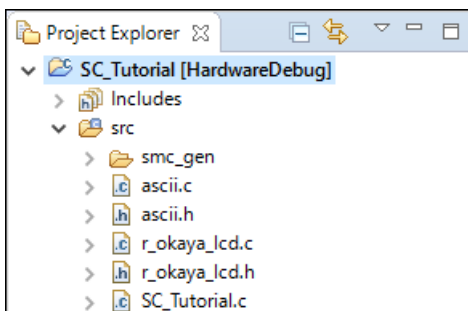 Project Explorer
SC_Tutorial [HardwareDebug]
Includes
src
smc_gen
ascii.c
ascii.h
r_okaya_lcd.c
r_okaya_lcd.h
SC_Tutorial.c